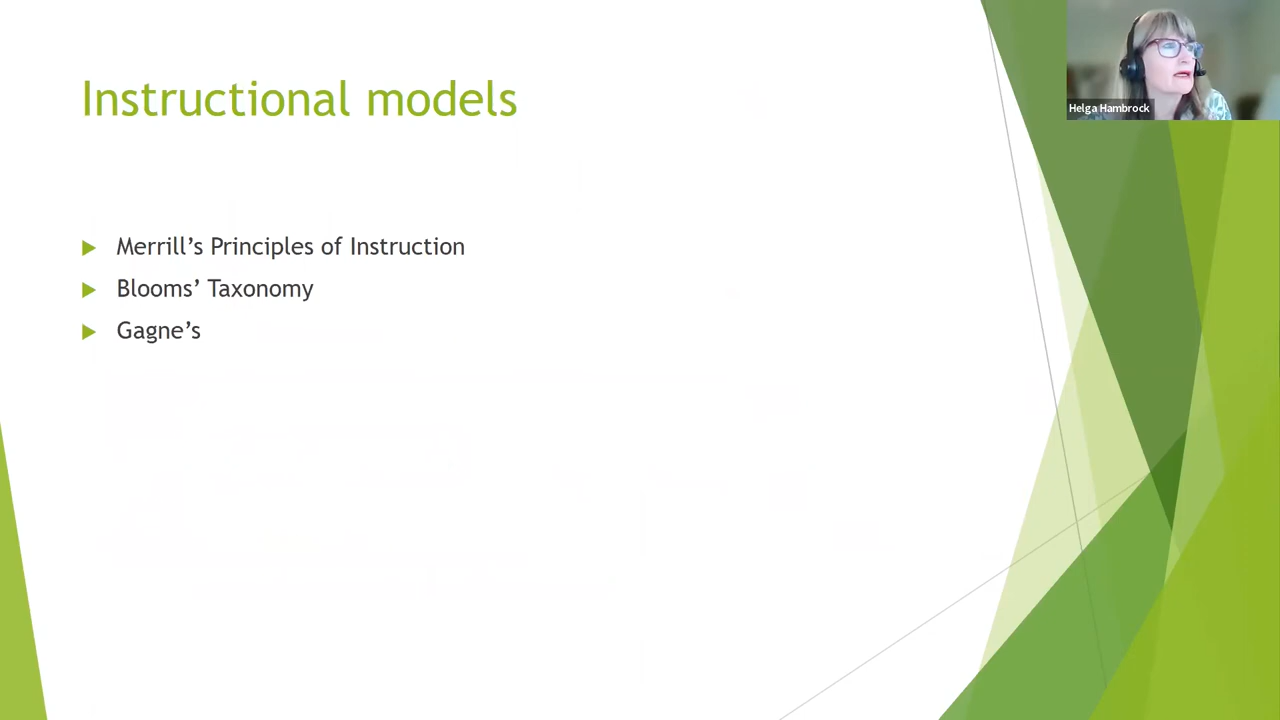 Instructional models
Helga Hambrock
Merrill’s Principles of Instruction
Blooms’ Taxonomy
Gagne’s